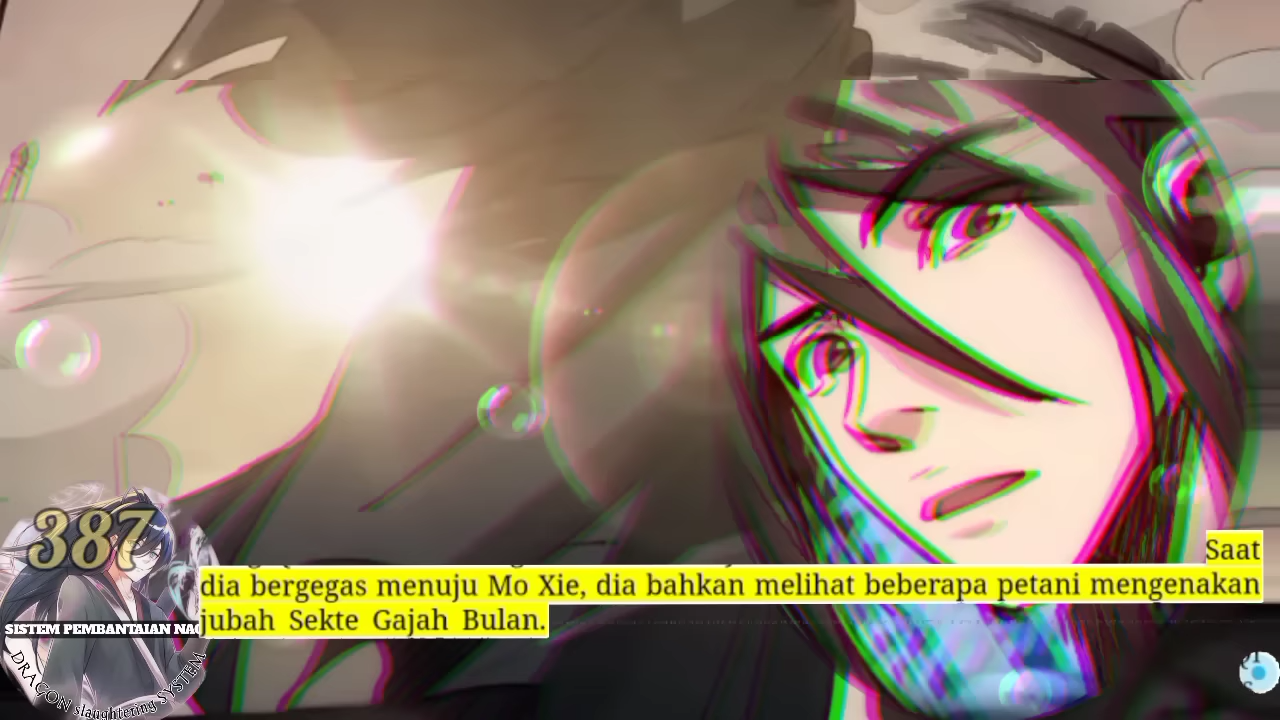 387
SISTEM PEMBANTAIAN NAG
DRAGON slaughtering SYSTEM
Saat
dia bergegas menuju Mo Xie, dia bahkan melihat beberapa petani mengenakan
jubah Sekte Gajah Bulan.